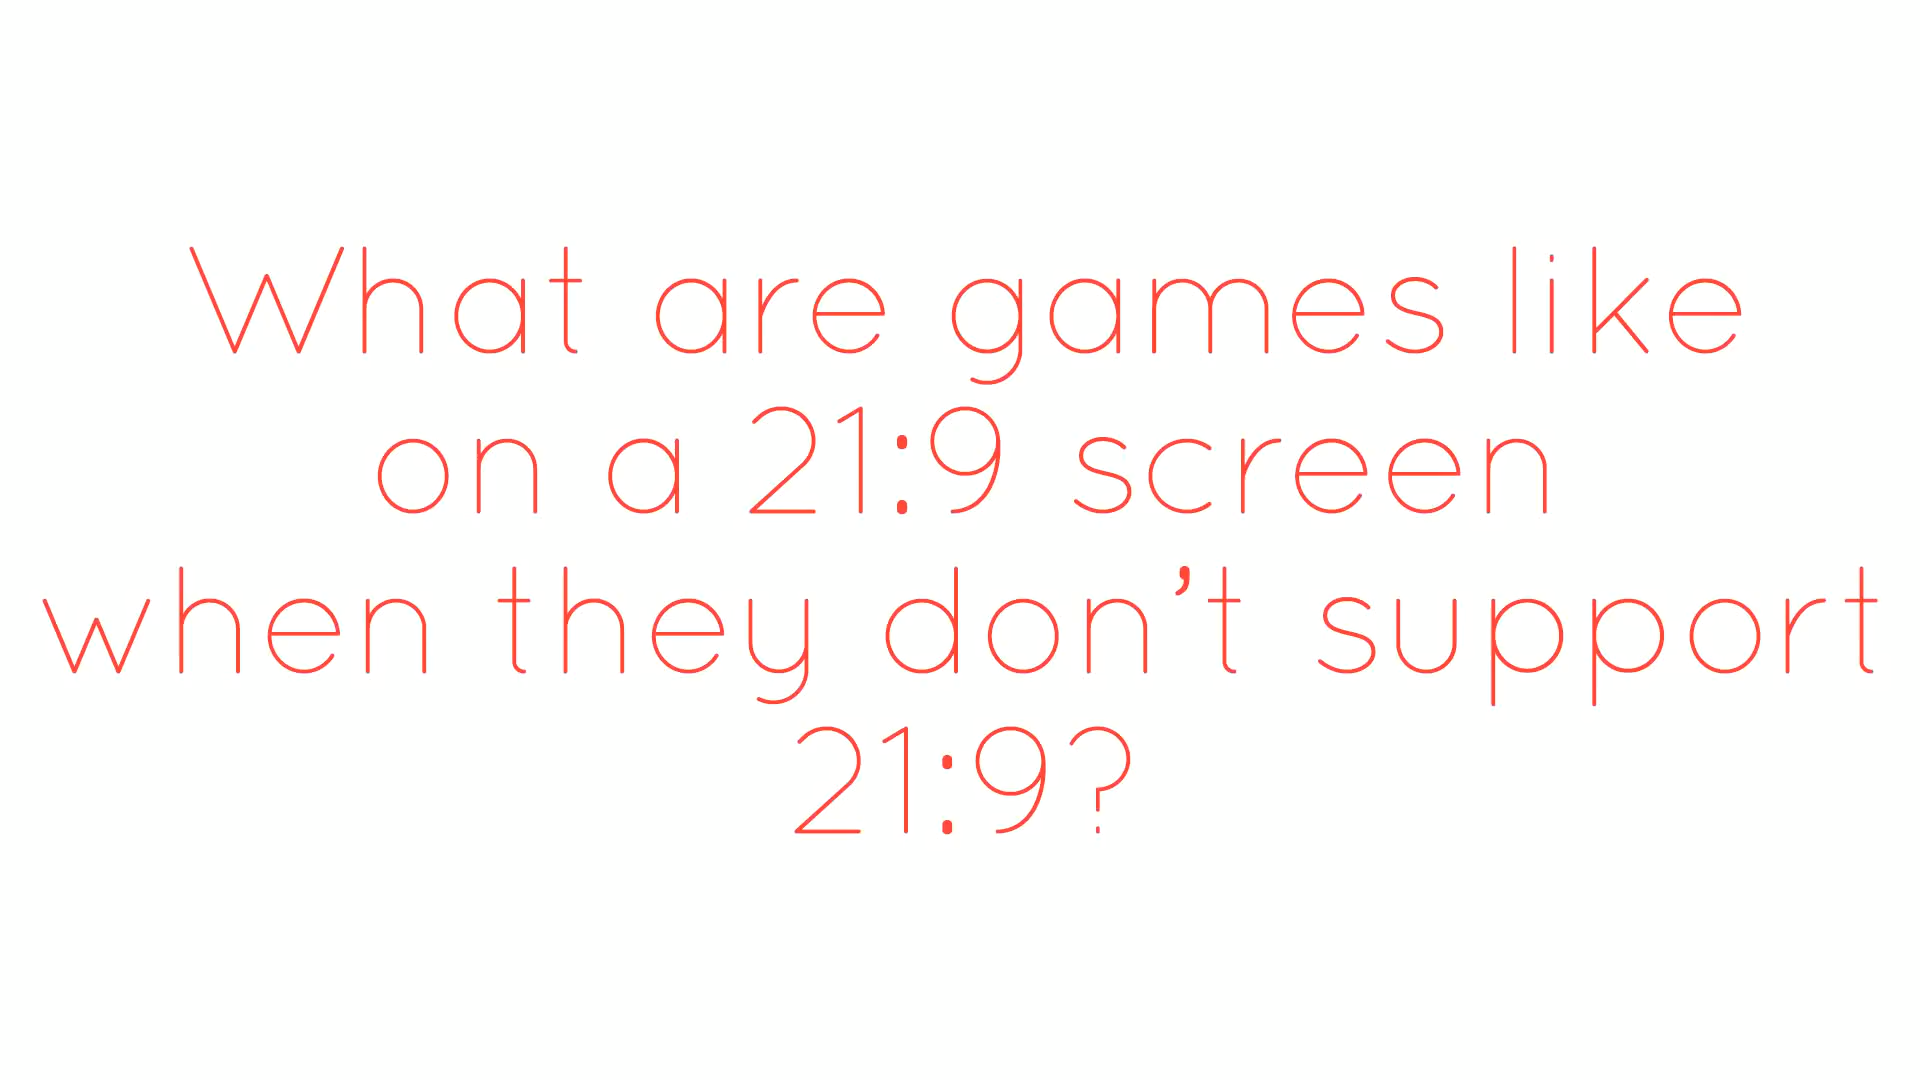 What are games like
on a 21:9 screen
when they don’t support
21:9?